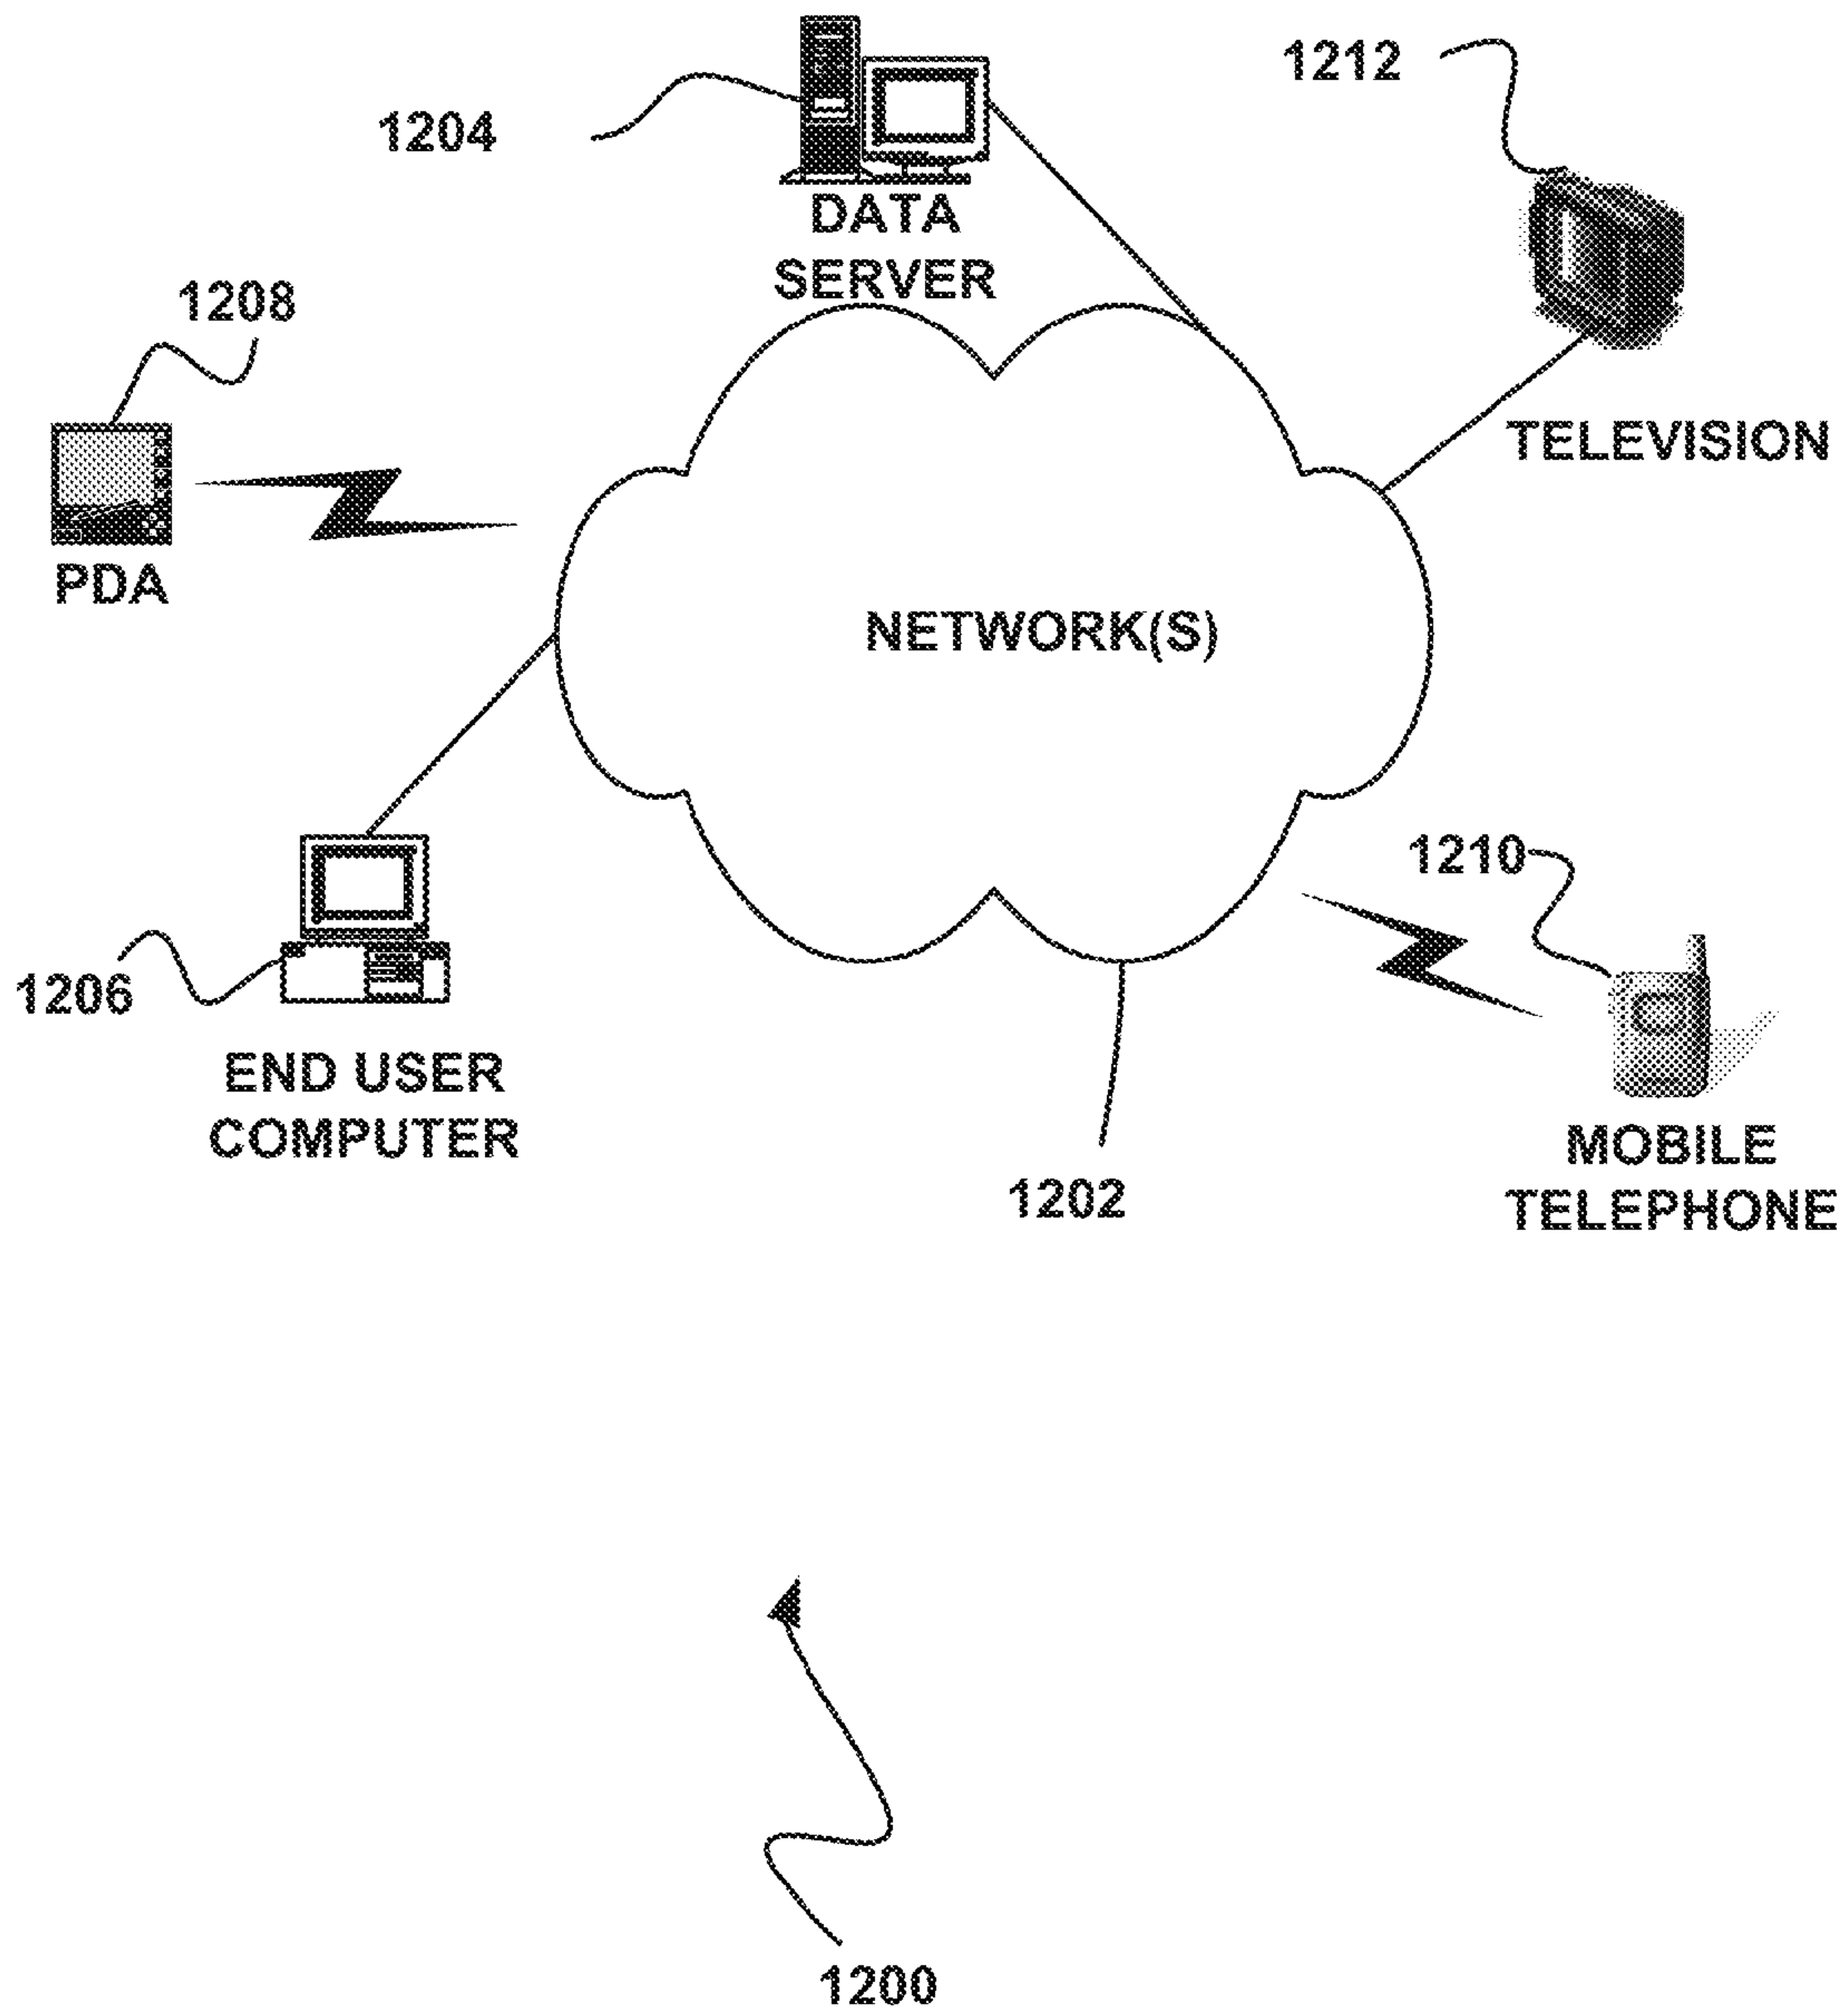 1212
1204
DATA
SERVER
1208
TELEVISION
PDA
NETWORK(S)
1210
1206
END USER
COMPUTER
MOBILE
TELEPHONE
1202
1200